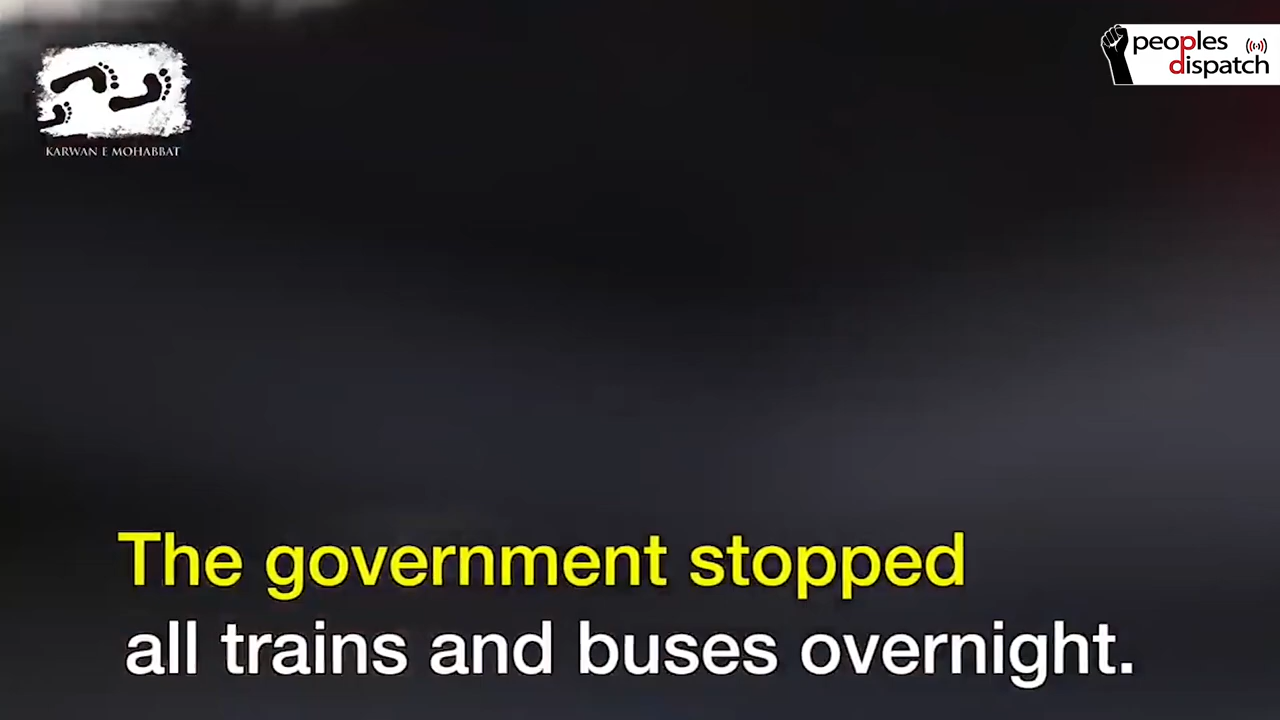 KARWAN E MOHABBAT
peoples
dispatch
The government stopped
all trains and buses overnight.